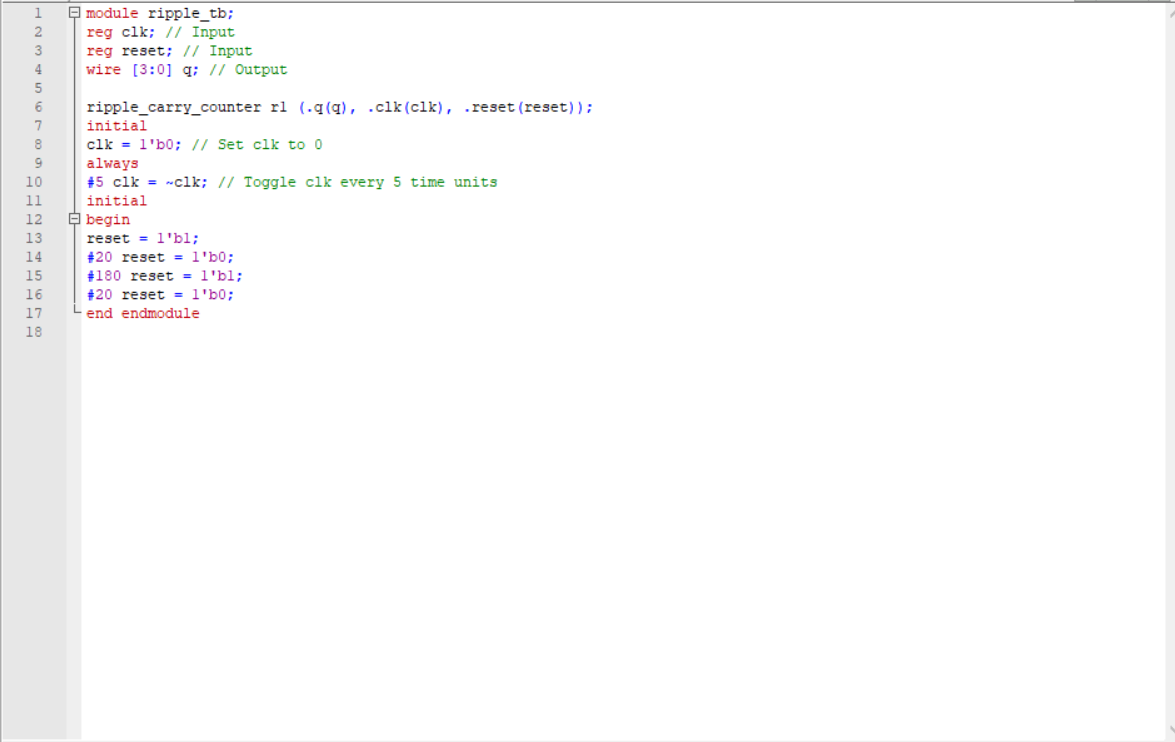 1 module ripple_tb;
2 reg clk; // Input
3 reg reset; // Input
4 wire [3:0] q; // Output
5
6 ripple_carry_counter r1 (.q(q), .clk(clk), .reset(reset));
7 initial
8 clk = 1'b0; // Set clk to 0
9 always
10 #5 clk = ~clk; // Toggle clk every 5 time units
11 initial
12 begin
13 reset = 1'b1;
14 #20 reset = 1'b0;
15 #180 reset = 1'b1;
16 #20 reset = 1'b0;
17 end endmodule
18